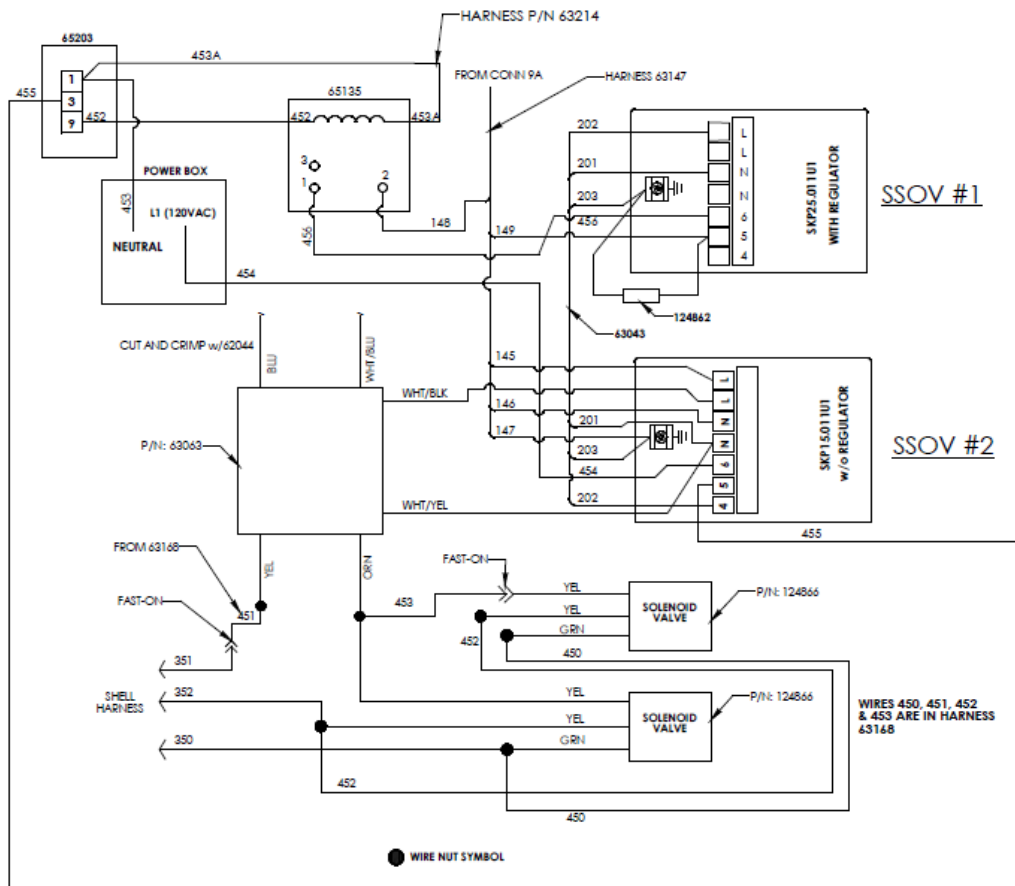 HARNESS P/N 63214
65203
453A
FROM CONN 9A
HARNESS 63147
455
1
3
9
452
65135
452
453A
3
1
2
POWER BOX
453
L1 (120VAC)
NEUTRAL
456
148
149
454
202
201
203
456
L
L
N
N
6
5
4
SKP25.011U1
WITH REGULATOR
SSOV #1
124862
63043
CUT AND CRIMP w/62044
BLU
WHT/BLU
WHT/BLK
P/N: 63063
WHT/YEL
145
146
147
201
203
454
202
L
L
N
N
6
5
4
SKP15.011U1
w/o REGULATOR
SSOV #2
455
FROM 63168
YEL
ORN
FAST-ON
451
453
FAST-ON
YEL
YEL
GRN
452
450
SOLENOID
VALVE
P/N: 124866
351
352
350
SHELL
HARNESS
YEL
YEL
GRN
SOLENOID
VALVE
P/N: 124866
WIRES 450, 451, 452
& 453 ARE IN HARNESS
63168
452
450
WIRE NUT SYMBOL